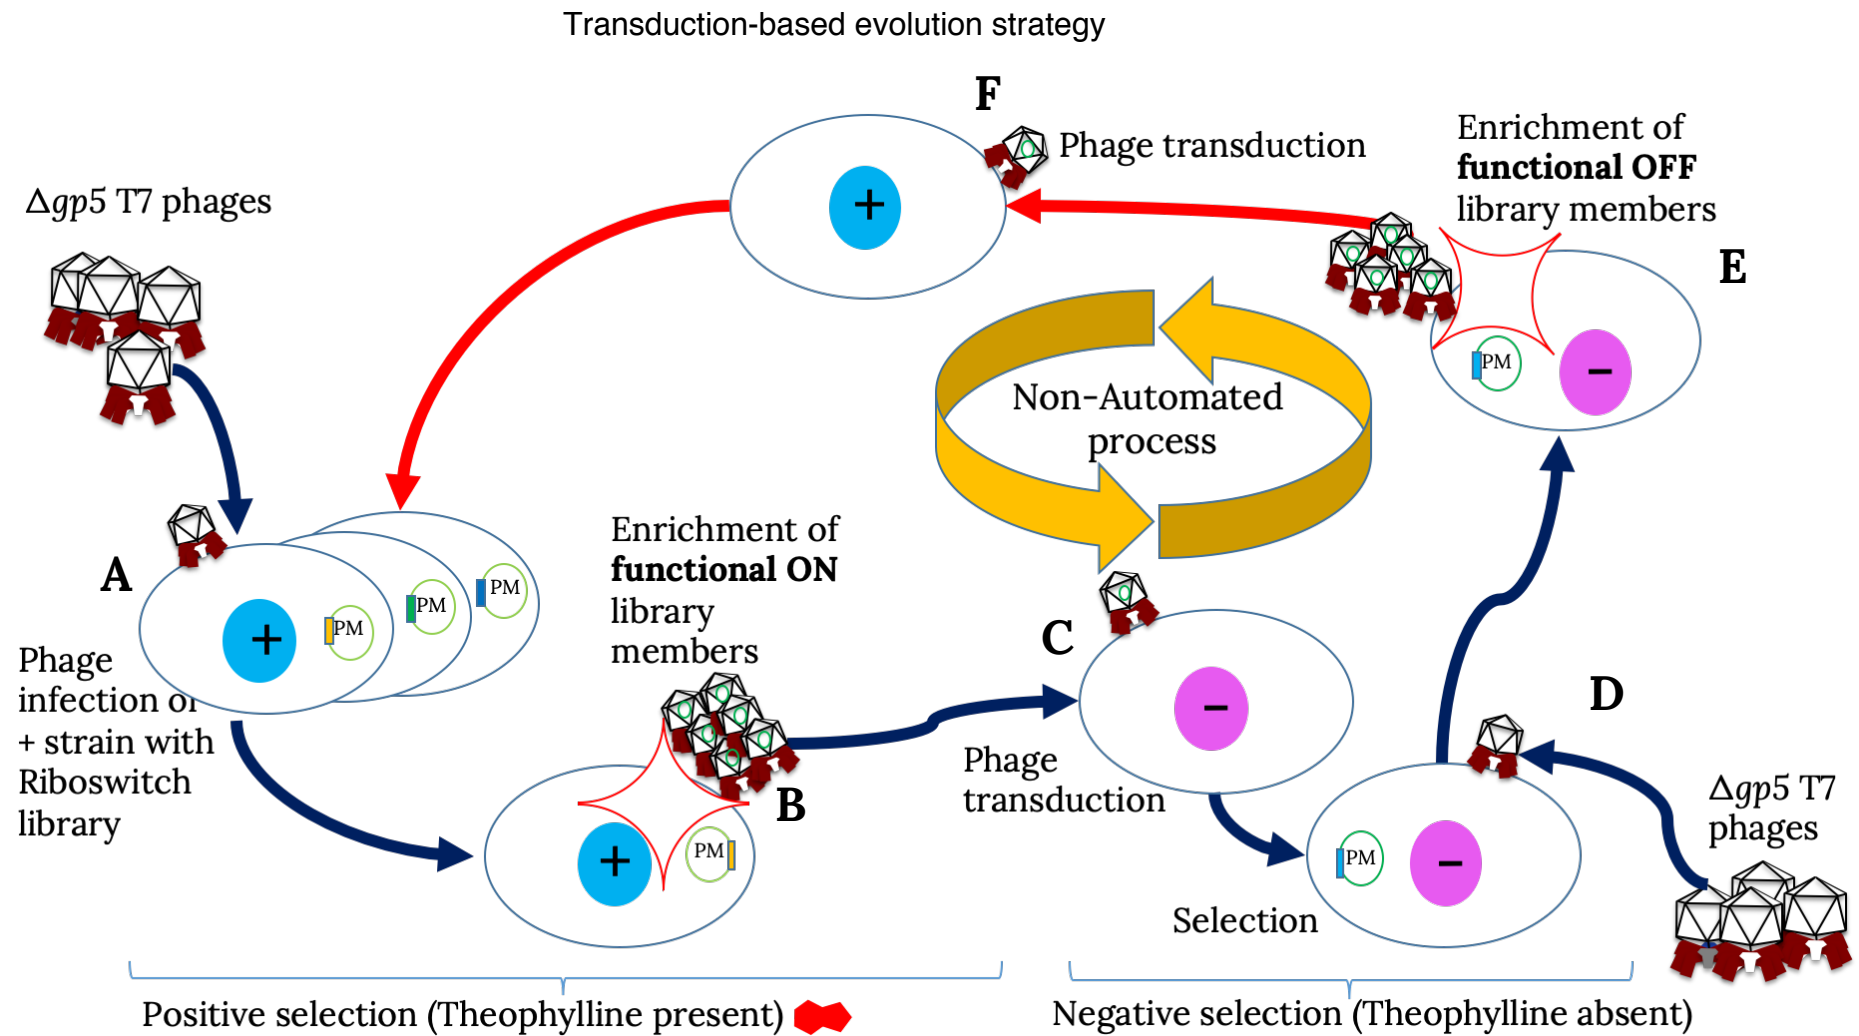 Transduction-based evolution strategy
F
Phage transduction
Enrichment of
functional OFF
library members
E
Δgp5 T7 phages
PM
−
+
Non-Automated
process
A
+
PM
PM
PM
Phage
infection of
+ strain with
Riboswitch
library
Enrichment of
functional ON
library
members
B
+
PM
C
−
Phage
transduction
D
PM
−
Selection
Δgp5 T7
phages
Positive selection (Theophylline present)
Negative selection (Theophylline absent)